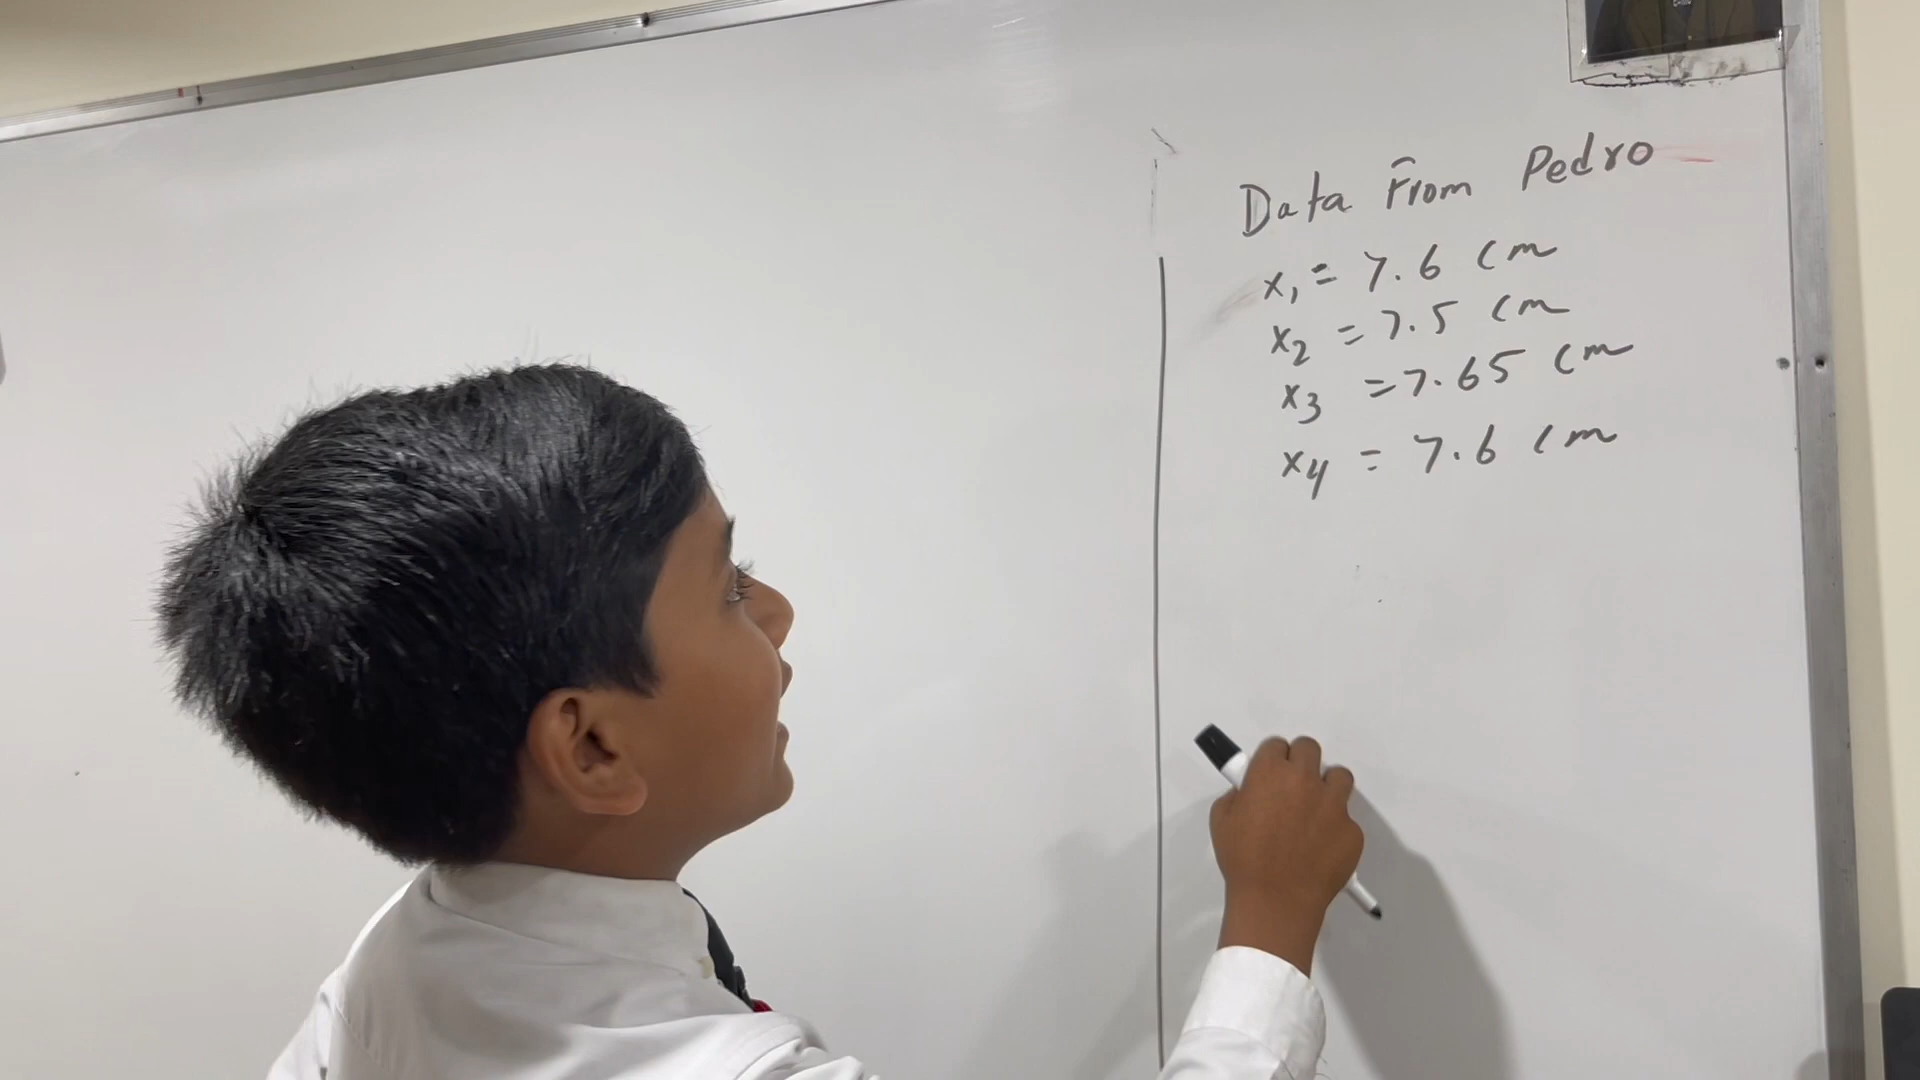 Data From Pedro
x₁ = 7.6 cm
x₂ = 7.5 cm
x₃ = 7.65 cm
x₄ = 7.6 cm